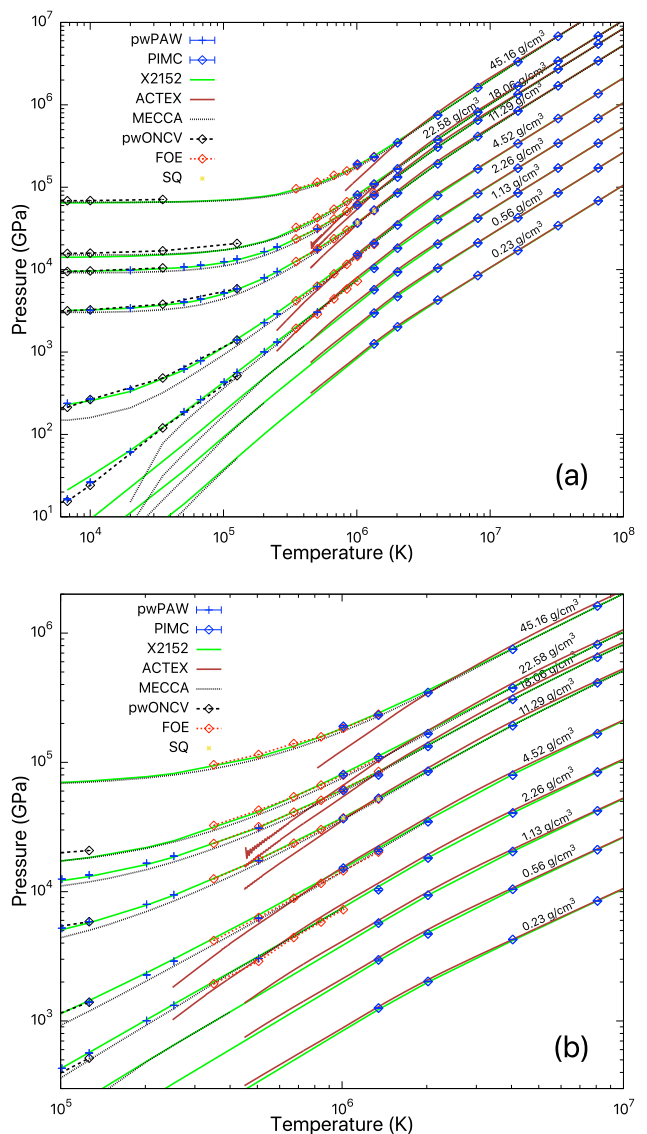 10^7
10^6
10^5
10^4
10^3
10^2
10^1
Pressure (GPa)
pwPAW
PIMC
X2152
ACTEX
MECCA
pwONCV
FOE
SQ
45.16 g/cm^3
18.06 g/cm^3
22.58 g/cm^3
11.29 g/cm^3
4.52 g/cm^3
2.26 g/cm^3
1.13 g/cm^3
0.56 g/cm^3
0.23 g/cm^3
(a)
10^4 10^5 10^6 10^7 10^8
Temperature (K)
10^6
10^5
10^4
10^3
Pressure (GPa)
pwPAW
PIMC
X2152
ACTEX
MECCA
pwONCV
FOE
SQ
45.16 g/cm^3
22.58 g/cm^3
18.06 g/cm^3
11.29 g/cm^3
4.52 g/cm^3
2.26 g/cm^3
1.13 g/cm^3
0.56 g/cm^3
0.23 g/cm^3
(b)
10^5 10^6 10^7
Temperature (K)